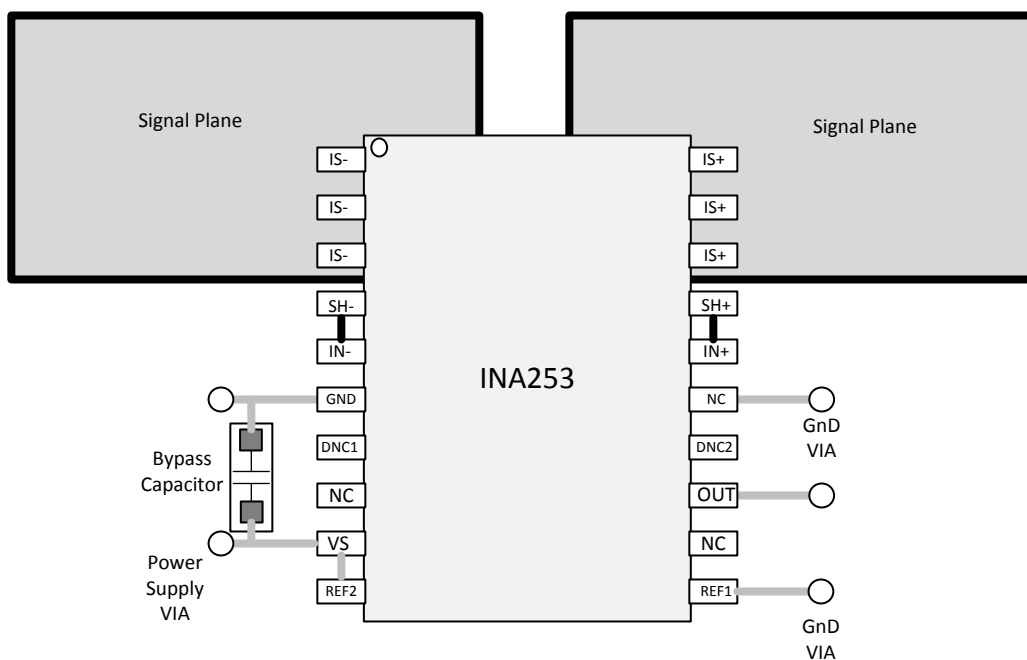 Signal Plane
Signal Plane
IS-
IS+
IS-
IS+
IS-
IS+
SH-
SH+
IN-
IN+
INA253
GND
NC
GnD
VIA
DNC1
DNC2
Bypass
Capacitor
NC
OUT
VS
NC
Power
Supply
VIA
REF2
REF1
GnD
VIA